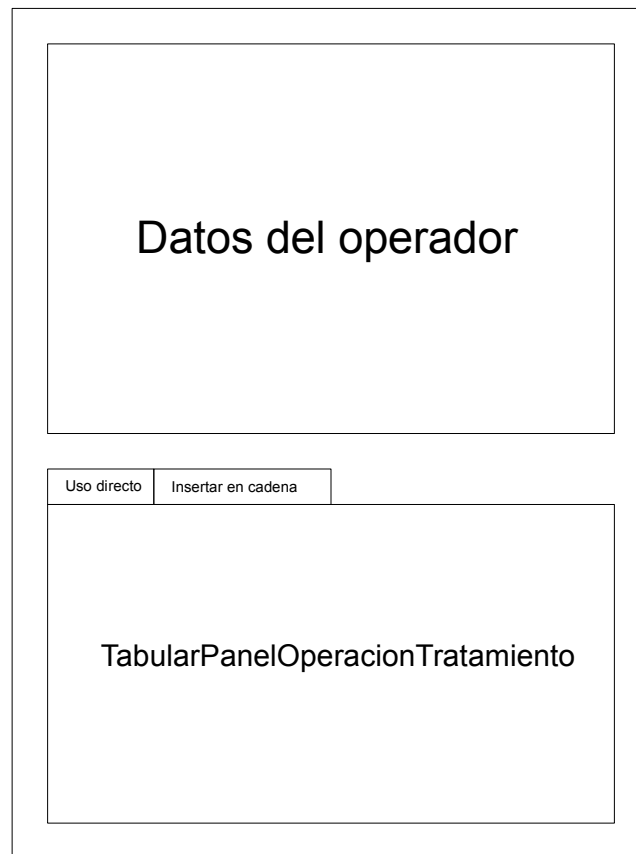 Datos del operador
Uso directo
Insertar en cadena
TabularPanelOperacionTratamiento